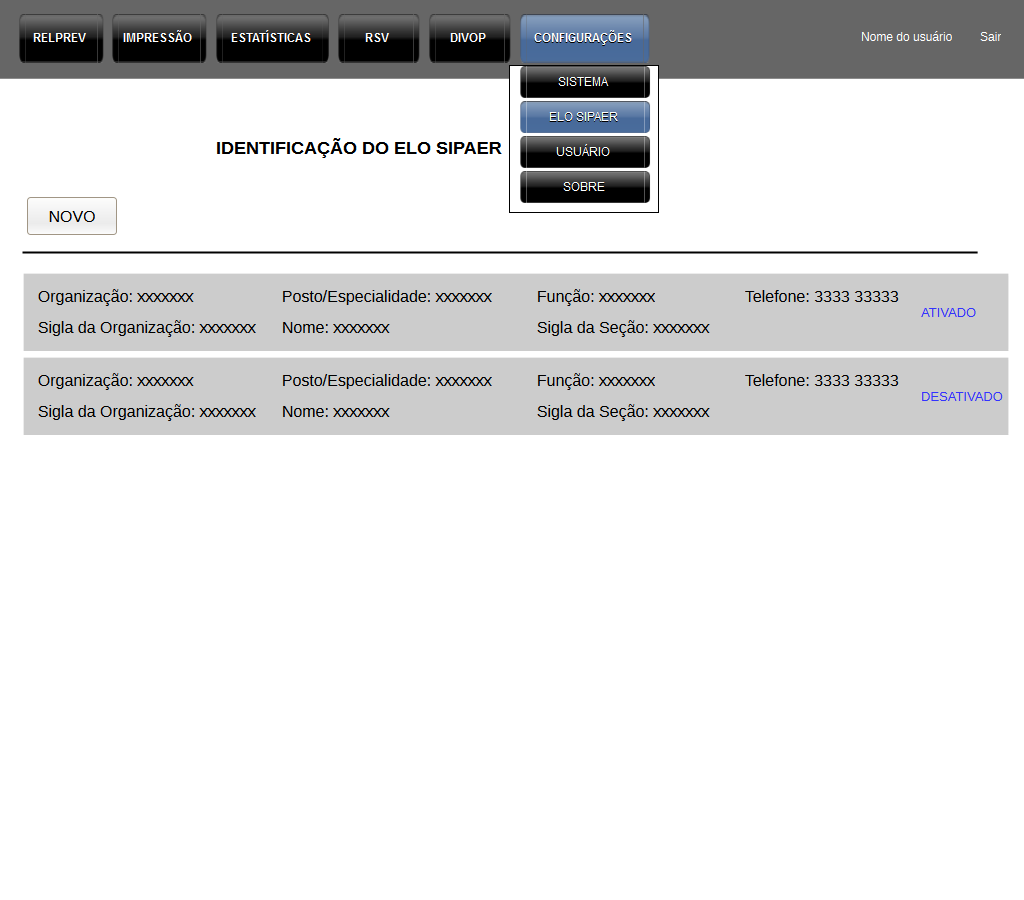 RELPREV IMPRESSÃO ESTATÍSTICAS RSV DIVOP CONFIGURAÇÕES Nome do usuário Sair
SISTEMA
ELO SIPAER
USUÁRIO
SOBRE
IDENTIFICAÇÃO DO ELO SIPAER
NOVO
Organização: xxxxxxx Posto/Especialidade: xxxxxxx Função: xxxxxxx Telefone: 3333 33333
ATIVADO
Sigla da Organização: xxxxxxx Nome: xxxxxxx Sigla da Seção: xxxxxxx
Organização: xxxxxxx Posto/Especialidade: xxxxxxx Função: xxxxxxx Telefone: 3333 33333
DESATIVADO
Sigla da Organização: xxxxxxx Nome: xxxxxxx Sigla da Seção: xxxxxxx